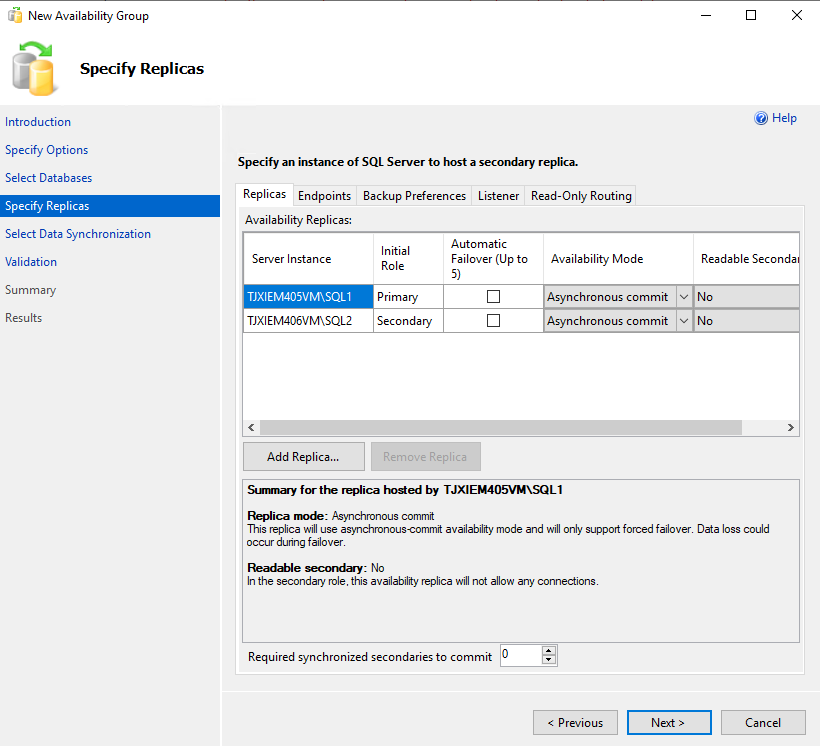 New Availability Group
Specify Replicas
Introduction
Specify Options
Select Databases
Specify Replicas
Select Data Synchronization
Validation
Summary
Results
Help
Specify an instance of SQL Server to host a secondary replica.
Replicas Endpoints Backup Preferences Listener Read-Only Routing
Availability Replicas:
Server Instance
Initial
Role
Automatic
Failover (Up to
5)
Availability Mode
Readable Secondar
TJXIEM405VM\SQL1 Primary Asynchronous commit No
TJXIEM406VM\SQL2 Secondary Asynchronous commit No
Add Replica... Remove Replica
Summary for the replica hosted by TJXIEM405VM\SQL1
Replica mode: Asynchronous commit
This replica will use asynchronous-commit availability mode and will only support forced failover. Data loss could
occur during failover.
Readable secondary: No
In the secondary role, this availability replica will not allow any connections.
Required synchronized secondaries to commit 0
< Previous Next > Cancel